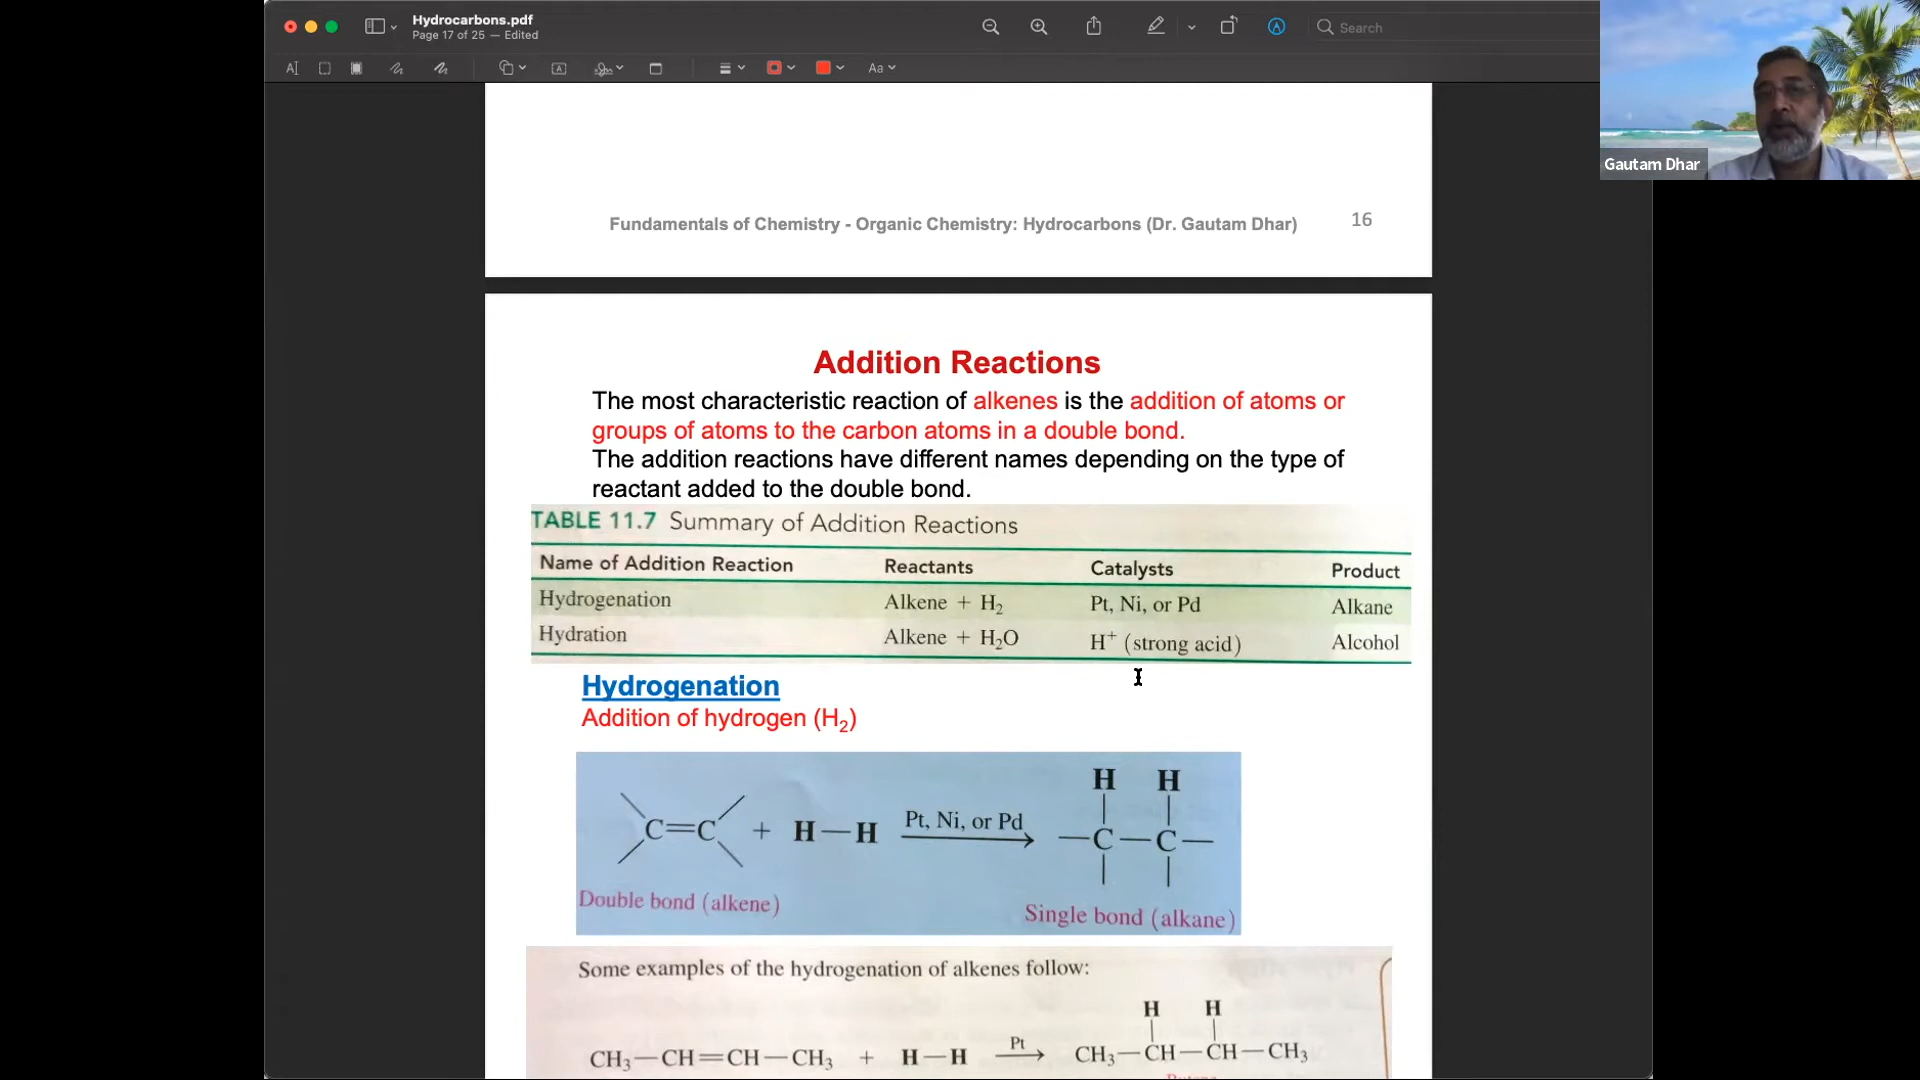 Hydrocarbons.pdf
Page 17 of 25 — Edited
Search
Aa
Gautam Dhar
Fundamentals of Chemistry - Organic Chemistry: Hydrocarbons (Dr. Gautam Dhar) 16
Addition Reactions
The most characteristic reaction of alkenes is the addition of atoms or
groups of atoms to the carbon atoms in a double bond.
The addition reactions have different names depending on the type of
reactant added to the double bond.
TABLE 11.7 Summary of Addition Reactions
Name of Addition Reaction Reactants Catalysts Product
Hydrogenation Alkene + H₂ Pt, Ni, or Pd Alkane
Hydration Alkene + H₂O H⁺ (strong acid) Alcohol
Hydrogenation
Addition of hydrogen (H₂)
H H
C=C + H—H Pt, Ni, or Pd —C—C—
Double bond (alkene) Single bond (alkane)
Some examples of the hydrogenation of alkenes follow:
H H
CH₃—CH=CH—CH₃ + H—H Pt CH₃—CH—CH—CH₃